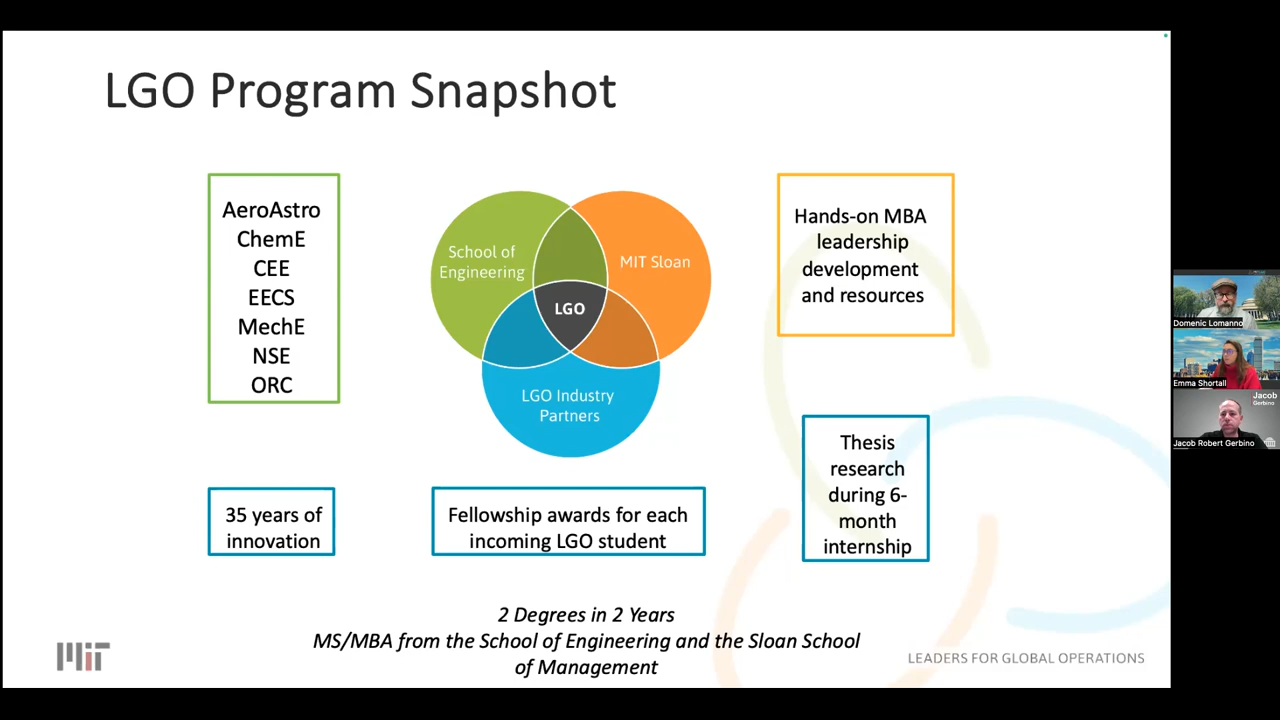 LGO Program Snapshot
AeroAstro
ChemE
CEE
EECS
MechE
NSE
ORC
School of
Engineering
MIT Sloan
LGO
LGO Industry
Partners
Hands-on MBA
leadership
development
and resources
Thesis
research
during 6-
month
internship
35 years of
innovation
Fellowship awards for each
incoming LGO student
2 Degrees in 2 Years
MS/MBA from the School of Engineering and the Sloan School
of Management
MIT
LEADERS FOR GLOBAL OPERATIONS
Domenic Lomanno
Emma Shortall
Jacob
Gerbino
Jacob Robert Gerbino